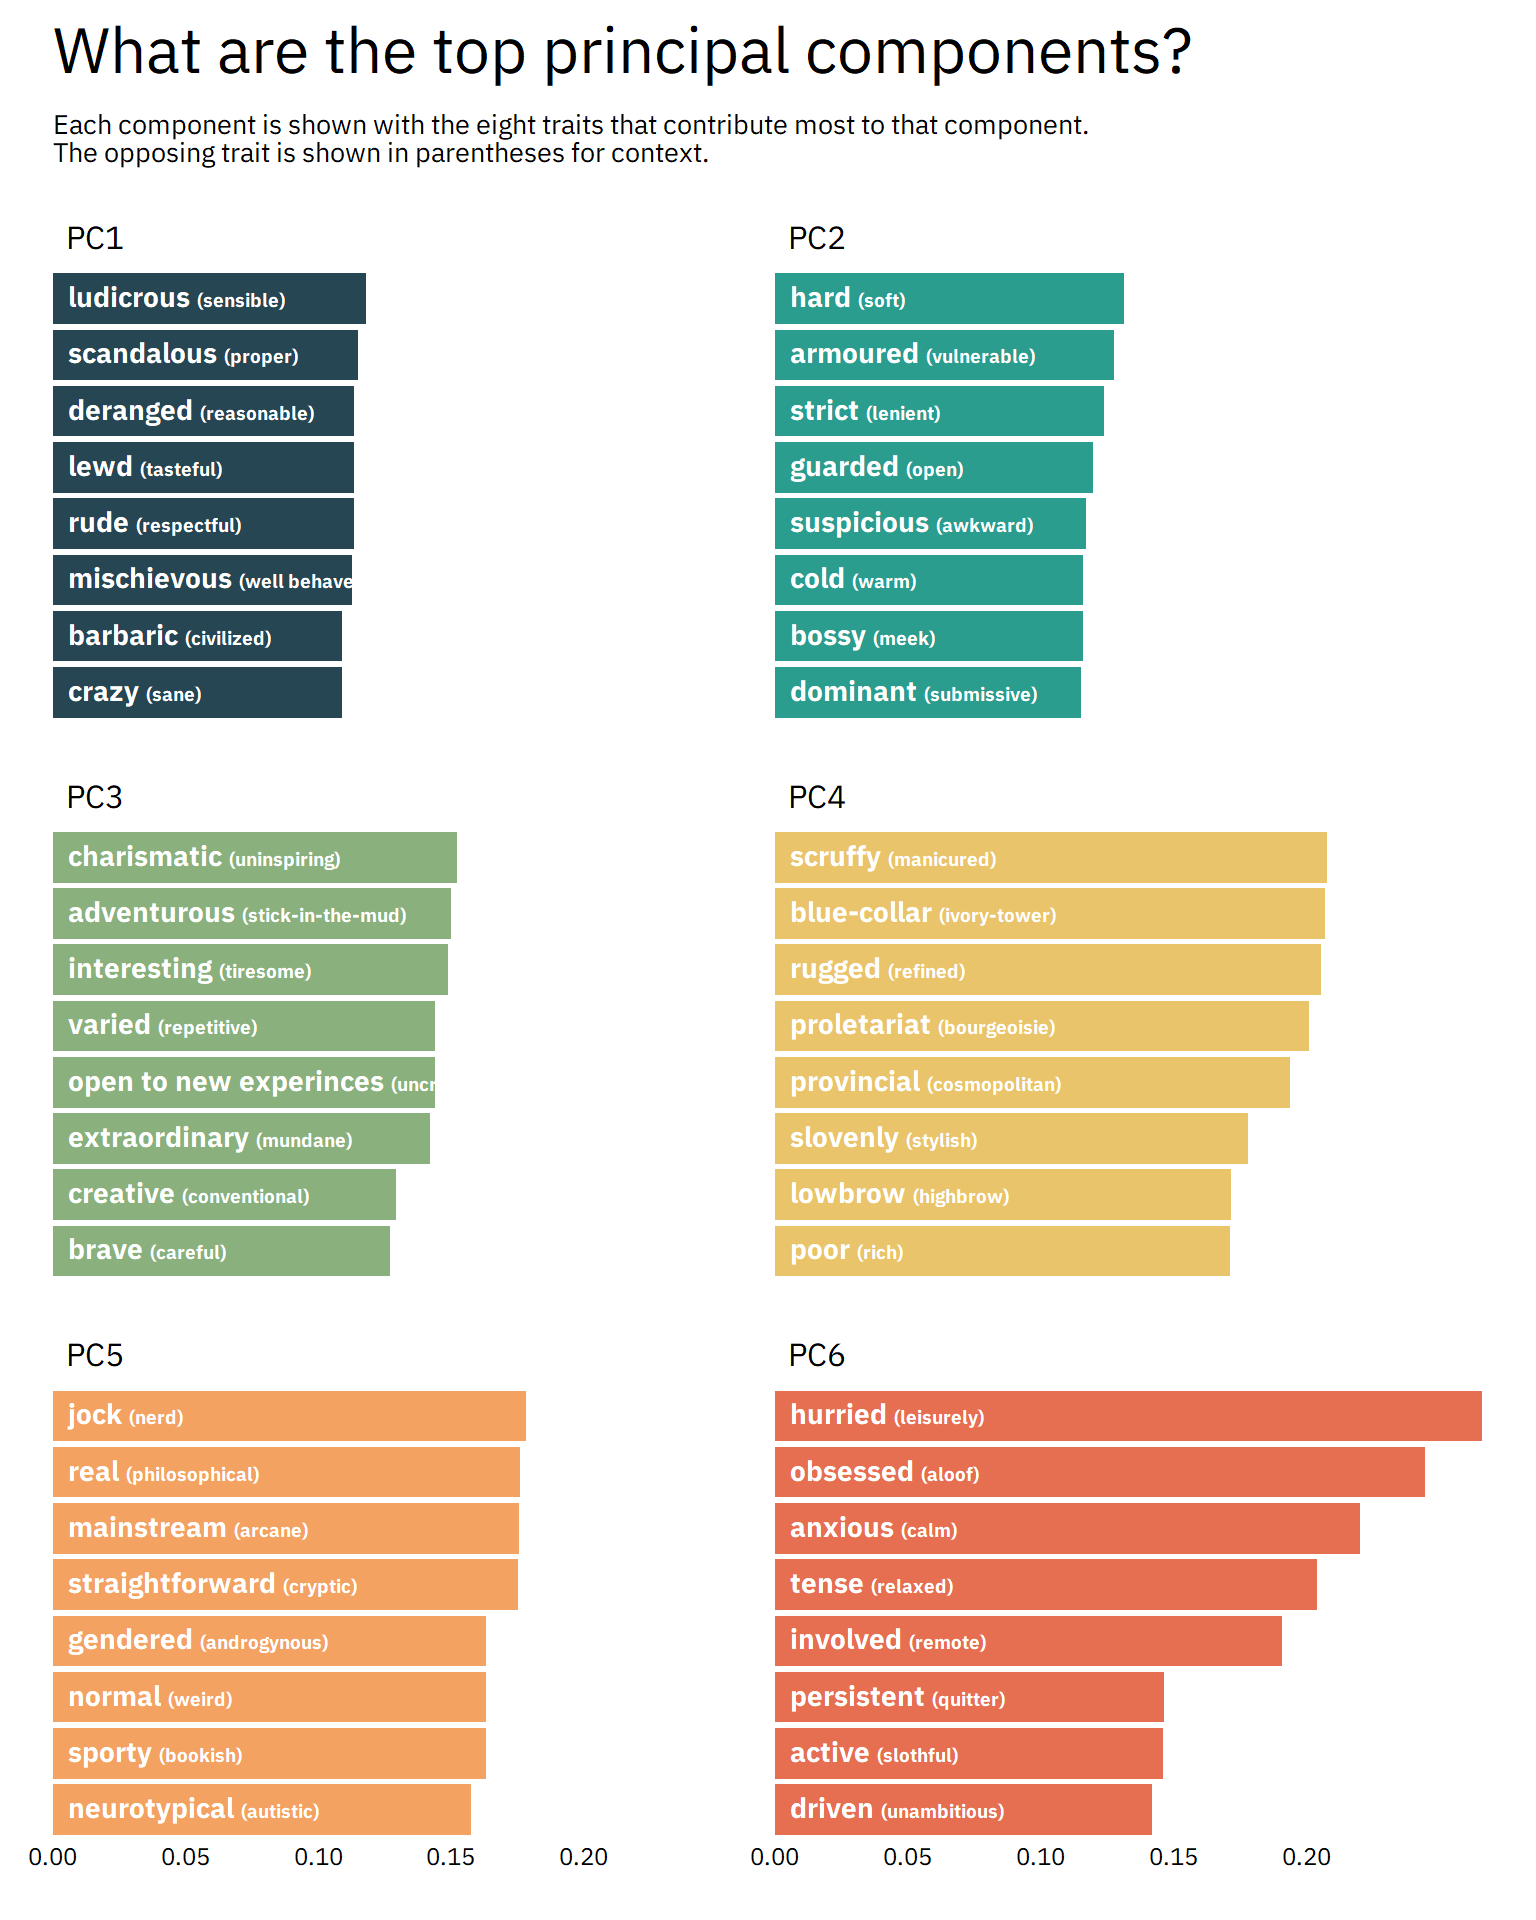 What are the top principal components?
Each component is shown with the eight traits that contribute most to that component.
The opposing trait is shown in parentheses for context.
PC1
ludicrous (sensible)
scandalous (proper)
deranged (reasonable)
lewd (tasteful)
rude (respectful)
mischievous (well behave
barbaric (civilized)
crazy (sane)
PC2
hard (soft)
armoured (vulnerable)
strict (lenient)
guarded (open)
suspicious (awkward)
cold (warm)
bossy (meek)
dominant (submissive)
PC3
charismatic (uninspiring)
adventurous (stick-in-the-mud)
interesting (tiresome)
varied (repetitive)
open to new experinces (uncr
extraordinary (mundane)
creative (conventional)
brave (careful)
PC4
scruffy (manicured)
blue-collar (ivory-tower)
rugged (refined)
proletariat (bourgeoisie)
provincial (cosmopolitan)
slovenly (stylish)
lowbrow (highbrow)
poor (rich)
PC5
jock (nerd)
real (philosophical)
mainstream (arcane)
straightforward (cryptic)
gendered (androgynous)
normal (weird)
sporty (bookish)
neurotypical (autistic)
0.00 0.05 0.10 0.15 0.20
PC6
hurried (leisurely)
obsessed (aloof)
anxious (calm)
tense (relaxed)
involved (remote)
persistent (quitter)
active (slothful)
driven (unambitious)
0.00 0.05 0.10 0.15 0.20